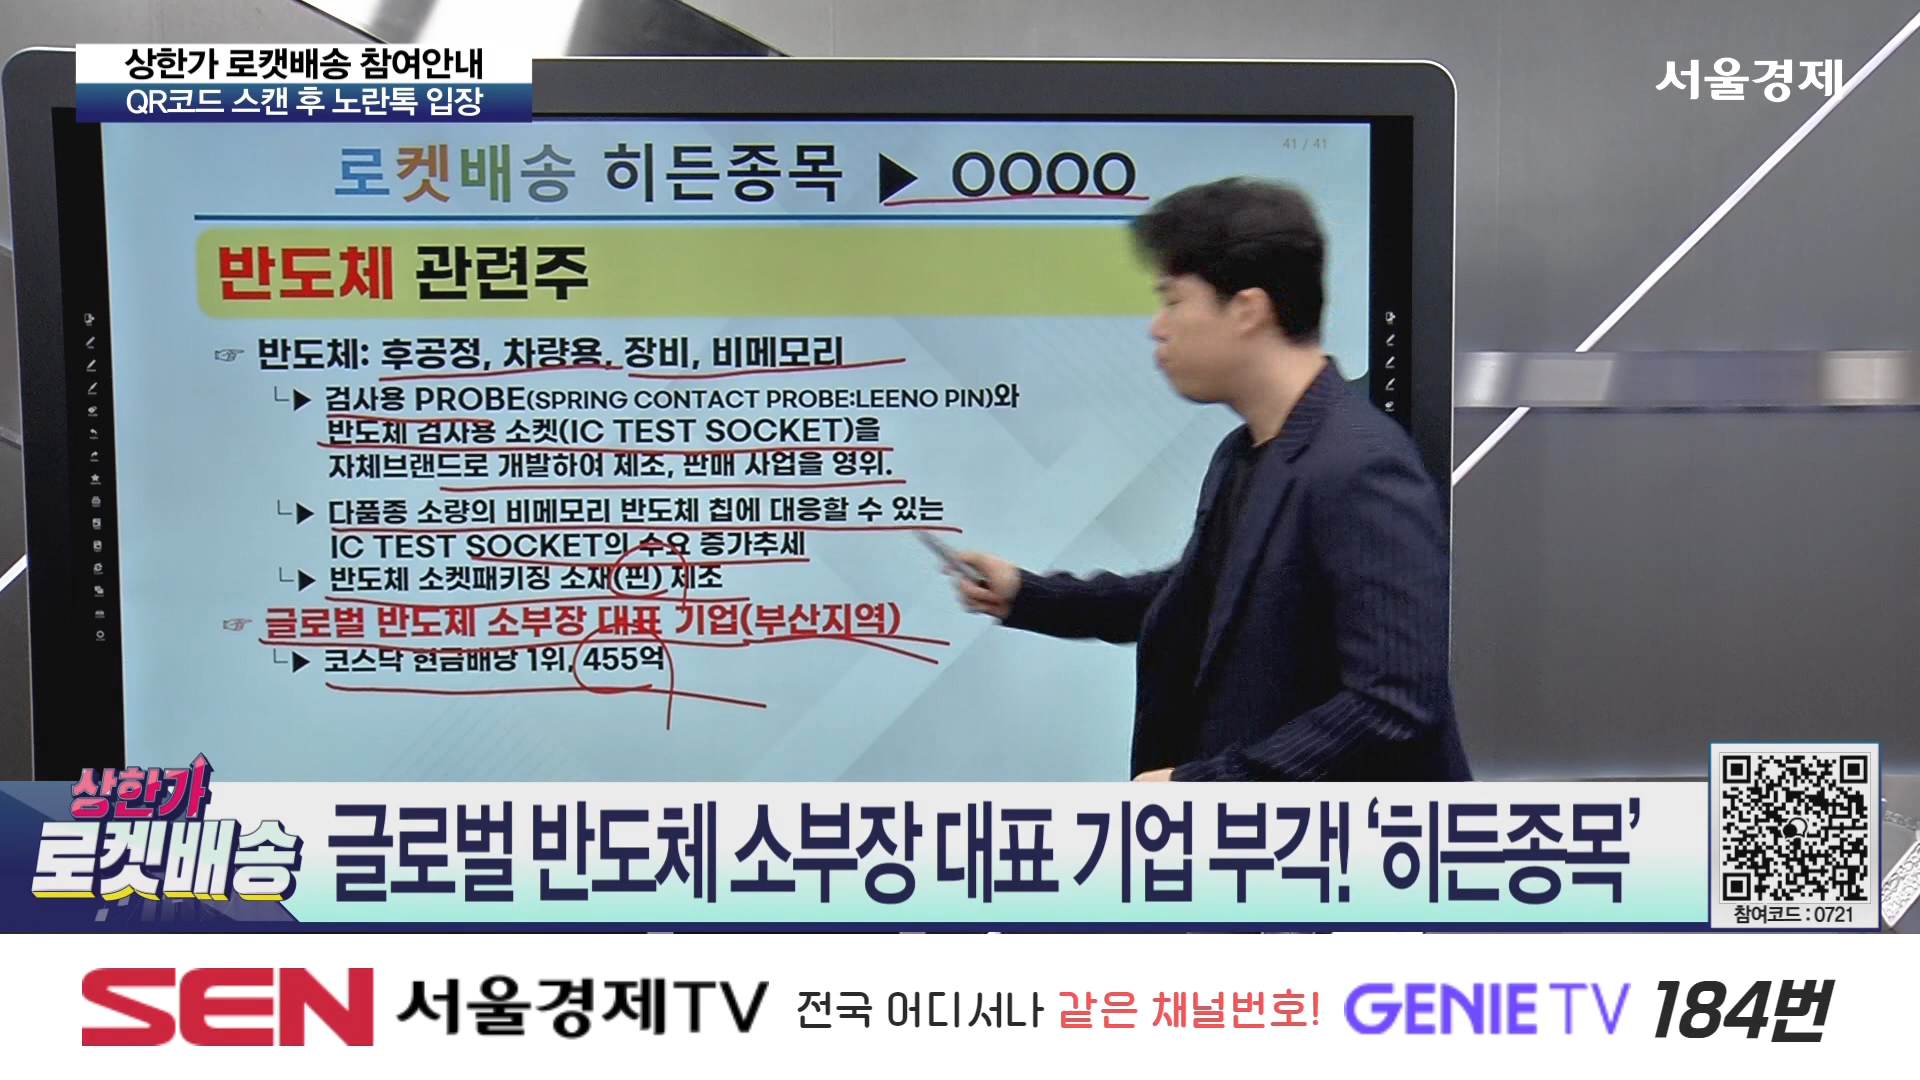 상한가 로캣배송 참여안내
QR코드 스캔 후 노란톡 입장
서울경제
41 / 41
로켓배송 히든종목 ▶ OOOO
반도체 관련주
☞ 반도체: 후공정, 차량용, 장비, 비메모리
└▶ 검사용 PROBE(SPRING CONTACT PROBE:LEENO PIN)와
반도체 검사용 소켓(IC TEST SOCKET)을
자체브랜드로 개발하여 제조, 판매 사업을 영위.
└▶ 다품종 소량의 비메모리 반도체 칩에 대응할 수 있는
IC TEST SOCKET의 수요 증가추세
└▶ 반도체 소켓패키징 소재(핀) 제조
☞ 글로벌 반도체 소부장 대표 기업(부산지역)
└▶ 코스닥 현금배당 1위, 455억
상한가
로켓배송
글로벌 반도체 소부장 대표 기업 부각! ‘히든종목’
참여코드 : 0721
SEN 서울경제TV 전국 어디서나 같은 채널번호! GENIE TV 184번